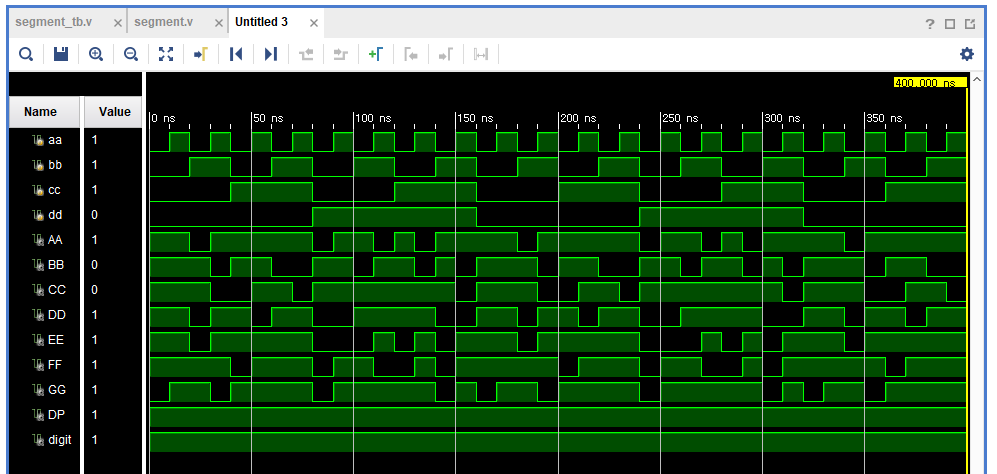 segment_tb.v × segment.v × Untitled 3 ×
?
400.000 ns
Name Value
0 ns 50 ns 100 ns 150 ns 200 ns 250 ns 300 ns 350 ns
aa 1
bb 1
cc 1
dd 0
AA 1
BB 0
CC 0
DD 1
EE 1
FF 1
GG 1
DP 1
digit 1